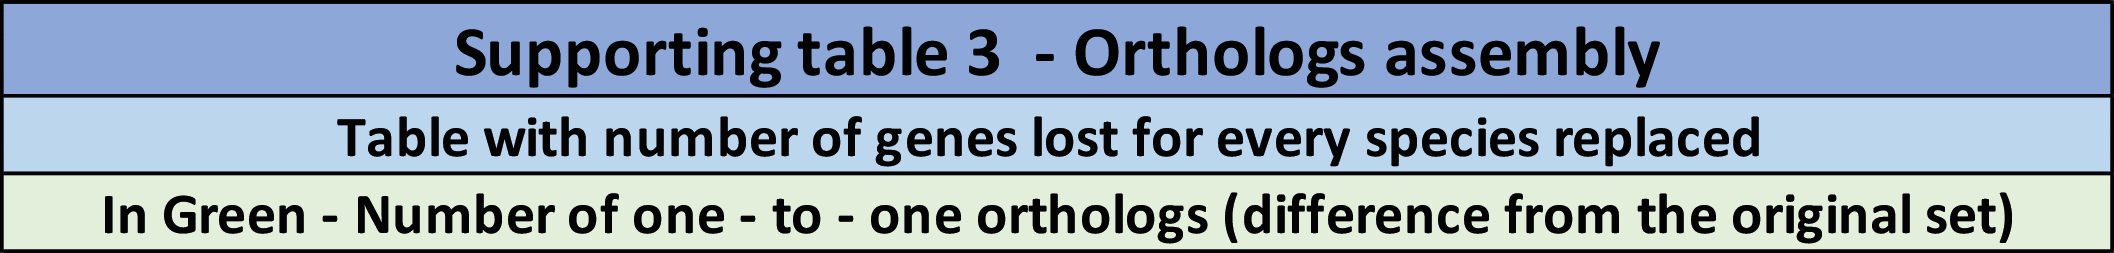 Supporting table 3  - Orthologs assembly
Table with number of genes lost for every species replaced
In Green - Number of one - to - one orthologs (difference from the original set)